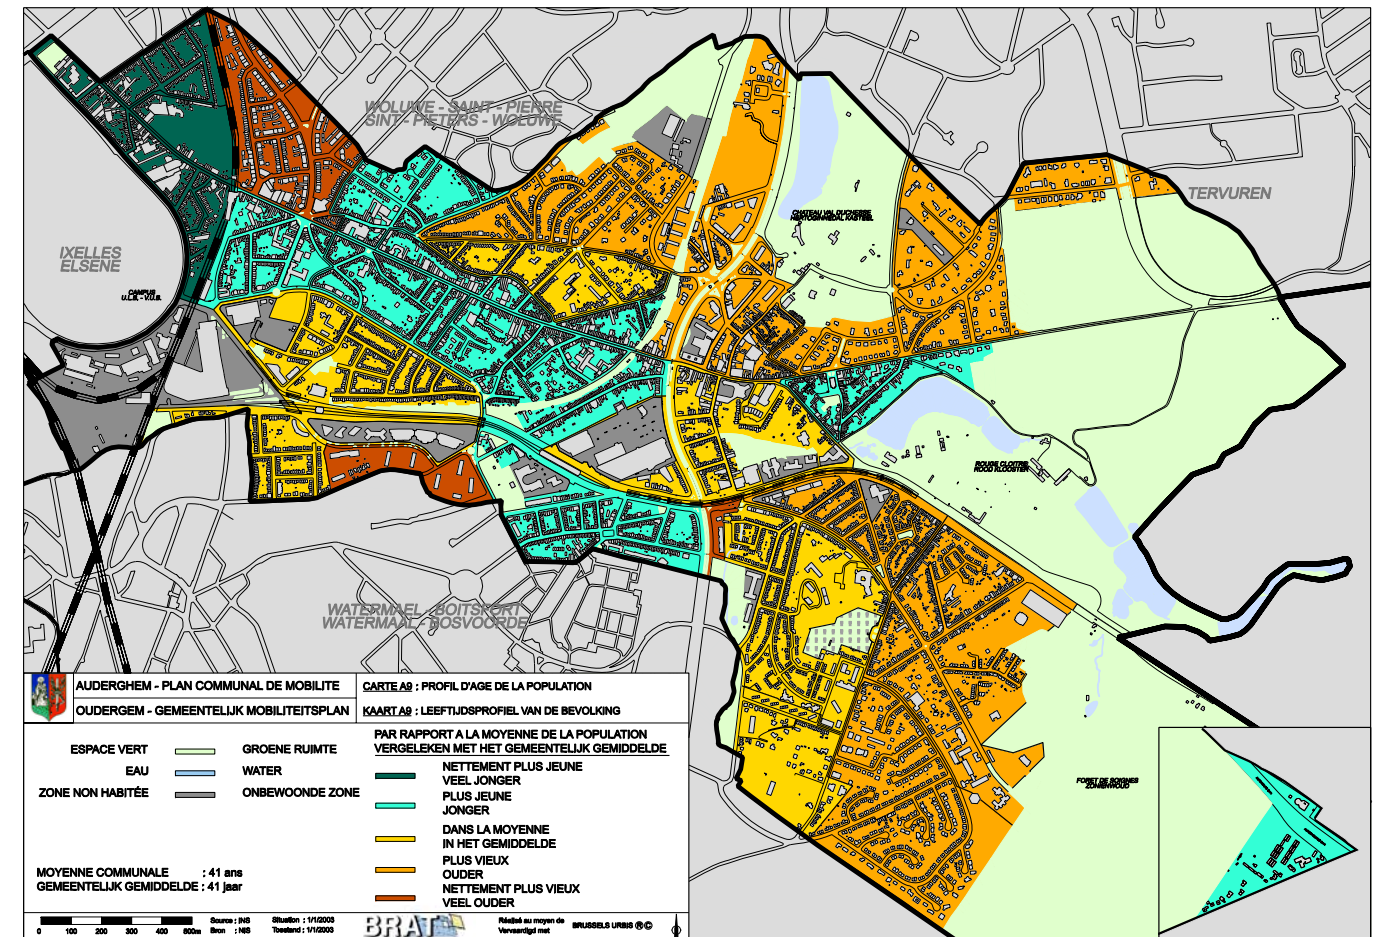 WOLUWE - SAINT - PIERRE
SINT - PIETERS - WOLUWE
TERVUREN
IXELLES
ELSENE
CAMPUS
U.L.B. - V.U.B.
CHATEAU VAL DUCHESSE
HERTOGINNEDAL KASTEEL
ROUGE CLOITRE
ROOD KLOOSTER
WATERMAEL - BOITSFORT
WATERMAAL - BOSVOORDE
FORET DE SOIGNES
ZONIENWOUD
AUDERGHEM - PLAN COMMUNAL DE MOBILITE
OUDERGEM - GEMEENTELIJK MOBILITEITSPLAN
CARTE A9 : PROFIL D'AGE DE LA POPULATION
KAART A9 : LEEFTIJDSPROFIEL VAN DE BEVOLKING
ESPACE VERT GROENE RUIMTE
EAU WATER
ZONE NON HABITÉE ONBEWOONDE ZONE
MOYENNE COMMUNALE : 41 ans
GEMEENTELIJK GEMIDDELDE : 41 jaar
PAR RAPPORT A LA MOYENNE DE LA POPULATION
VERGELEKEN MET HET GEMEENTELIJK GEMIDDELDE
NETTEMENT PLUS JEUNE
VEEL JONGER
PLUS JEUNE
JONGER
DANS LA MOYENNE
IN HET GEMIDDELDE
PLUS VIEUX
OUDER
NETTEMENT PLUS VIEUX
VEEL OUDER
0 100 200 300 400 500m
Source : INS
Bron : NIS
Situation : 1/1/2003
Toestand : 1/1/2003
BRAT
Réalisé au moyen de
Vervaardigd met
BRUSSELS URBIS ® ©